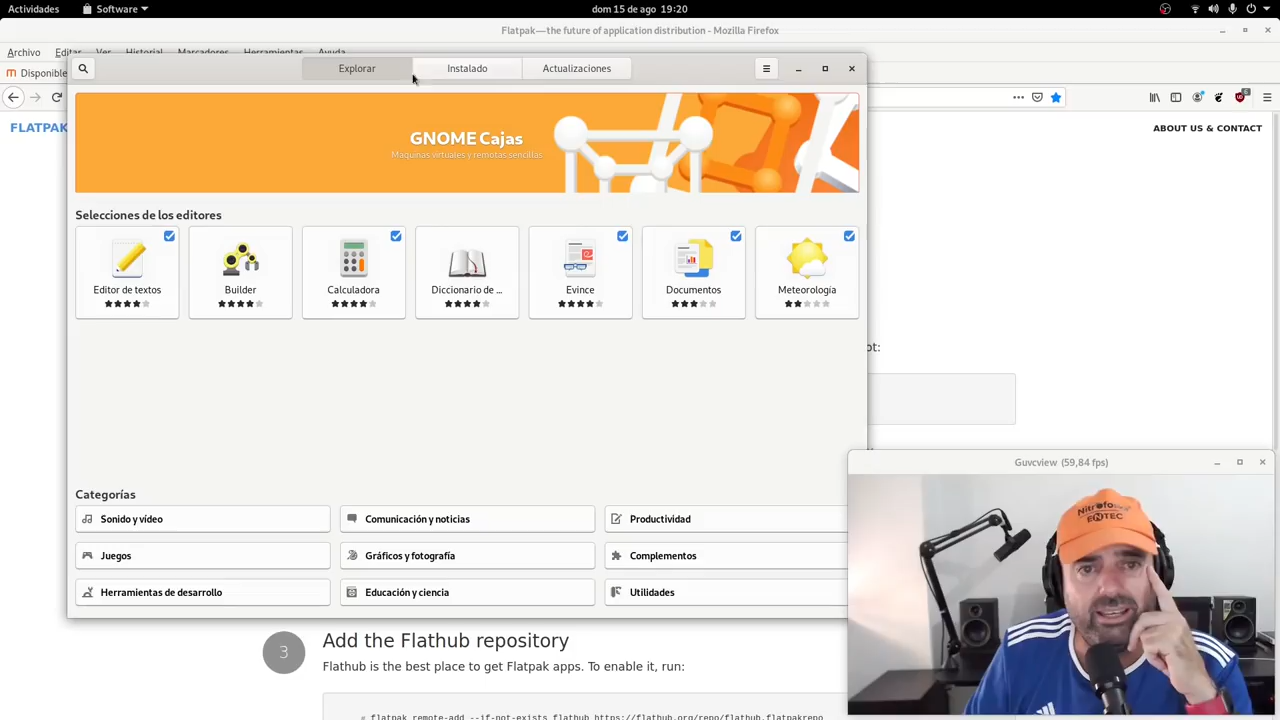 Actividades
Software
dom 15 de ago 19:20
Flatpak—the future of application distribution - Mozilla Firefox
Archivo Editar Ver Historial Marcadores Herramientas Ayuda
Disponible
Explorar
Instalado
Actualizaciones
FLATPAK
ABOUT US & CONTACT
GNOME Cajas
Máquinas virtuales y remotas sencillas.
Selecciones de los editores
Editor de textos
Builder
Calculadora
Diccionario de ...
Evince
Documentos
Meteorología
ot:
Categorías
Sonido y vídeo
Comunicación y noticias
Productividad
Juegos
Gráficos y fotografía
Complementos
Herramientas de desarrollo
Educación y ciencia
Utilidades
Guvcview (59,84 fps)
ENTEC
3
Add the Flathub repository
Flathub is the best place to get Flatpak apps. To enable it, run:
# flatpak remote-add --if-not-exists flathub https://flathub.org/repo/flathub.flatpakrepo